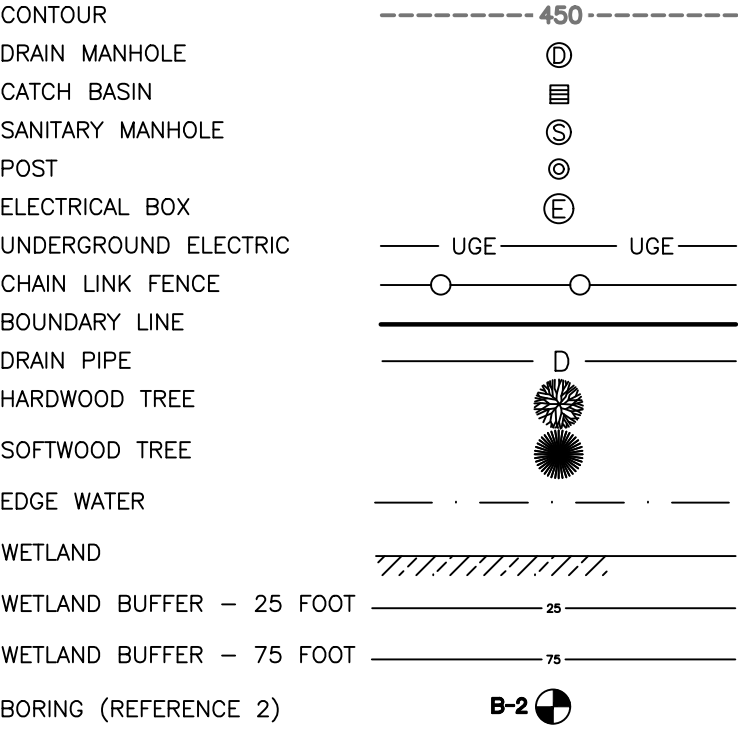 CONTOUR 450
DRAIN MANHOLE D
CATCH BASIN
SANITARY MANHOLE S
POST
ELECTRICAL BOX E
UNDERGROUND ELECTRIC UGE UGE
CHAIN LINK FENCE
BOUNDARY LINE
DRAIN PIPE D
HARDWOOD TREE
SOFTWOOD TREE
EDGE WATER
WETLAND
WETLAND BUFFER – 25 FOOT 25
WETLAND BUFFER – 75 FOOT 75
BORING (REFERENCE 2) B-2